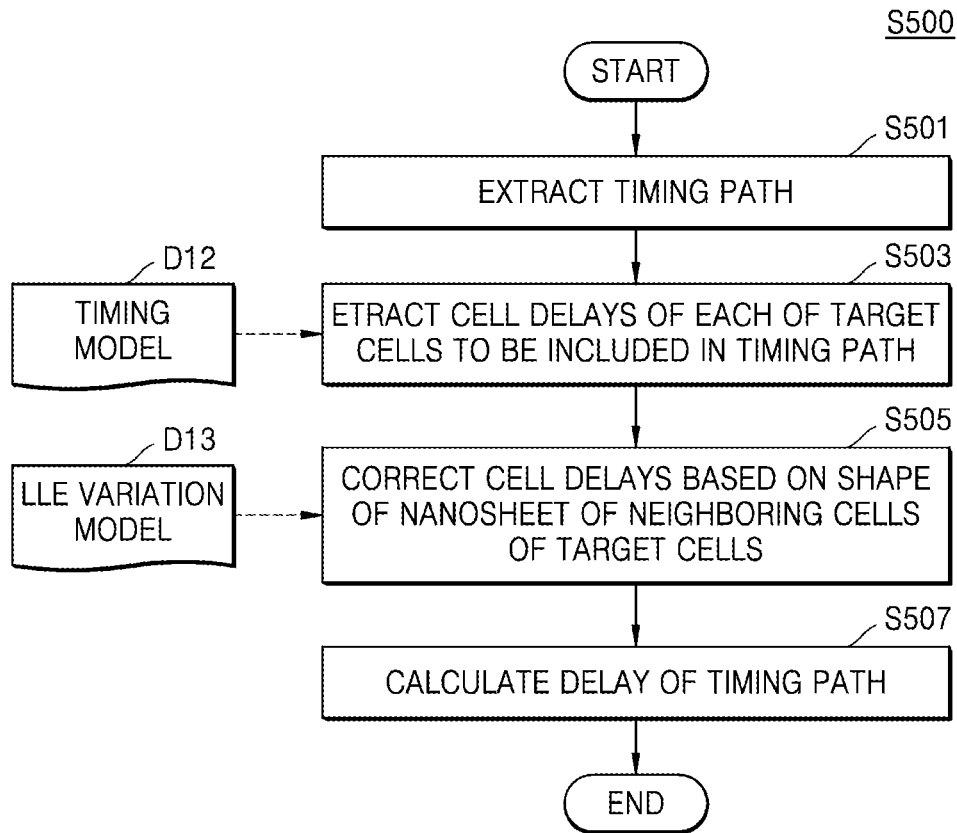 S500
START
S501
EXTRACT TIMING PATH
D12
TIMING
MODEL
S503
ETRACT CELL DELAYS OF EACH OF TARGET
CELLS TO BE INCLUDED IN TIMING PATH
D13
LLE VARIATION
MODEL
S505
CORRECT CELL DELAYS BASED ON SHAPE
OF NANOSHEET OF NEIGHBORING CELLS
OF TARGET CELLS
S507
CALCULATE DELAY OF TIMING PATH
END